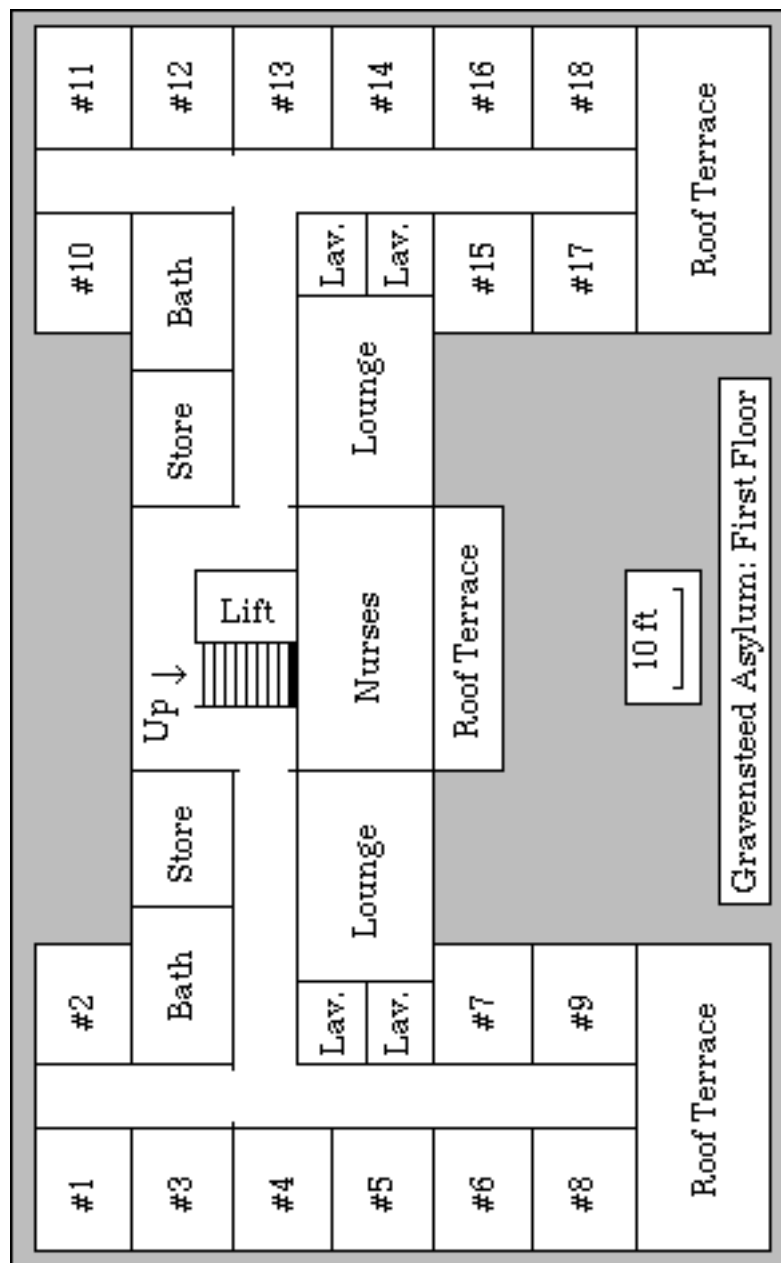 #1 #2 #10 #11
#3 Bath Store Up Store Bath #12
Lift
#4 #13
Lav. Lav.
#5 Lounge Nurses Lounge #14
Lav. Lav.
#6 #7 Roof Terrace #15 #16
#8 #9 #17 #18
10 ft
Roof Terrace Roof Terrace
Gravensteed Asylum: First Floor